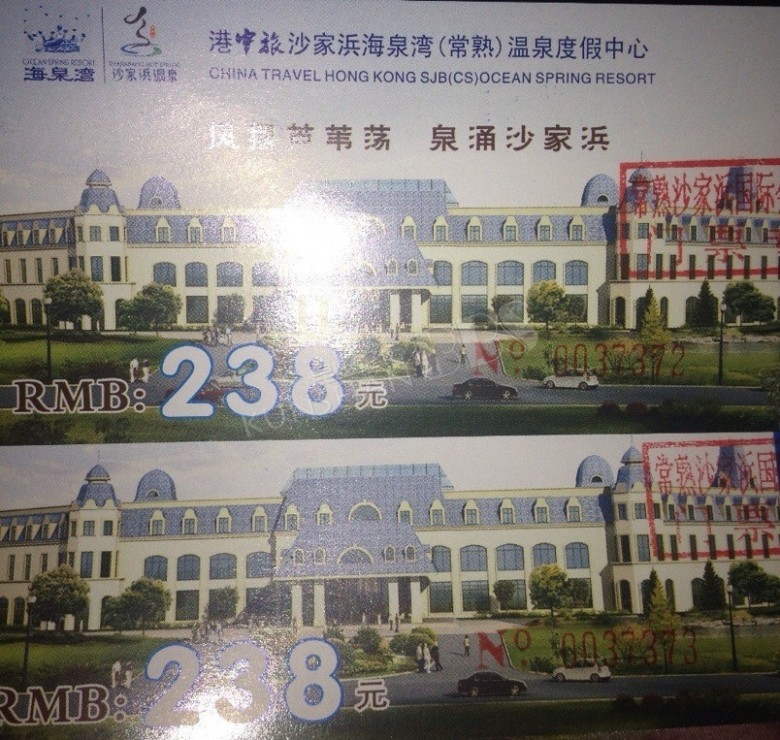 OCEAN SPRING RESORT
海泉湾
沙家浜温泉
港中旅沙家浜海泉湾(常熟)温泉度假中心
CHINA TRAVEL HONG KONG SJB(CS)OCEAN SPRING RESORT
芦苇荡 泉涌沙家浜
常熟沙家浜国际
门票
RMB: 238元
No. 0037372
常熟沙家浜国
门票
RMB: 238元
No. 0037373